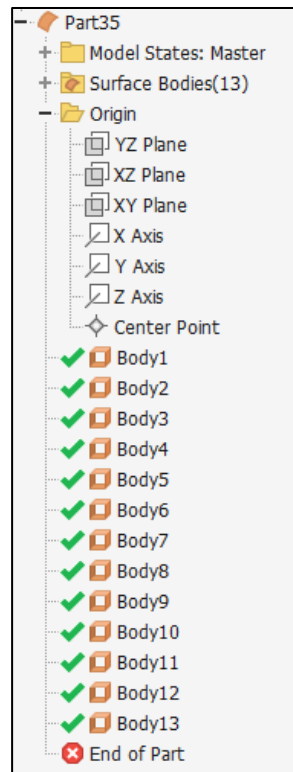 Part35
Model States: Master
Surface Bodies(13)
Origin
YZ Plane
XZ Plane
XY Plane
X Axis
Y Axis
Z Axis
Center Point
Body1
Body2
Body3
Body4
Body5
Body6
Body7
Body8
Body9
Body10
Body11
Body12
Body13
End of Part